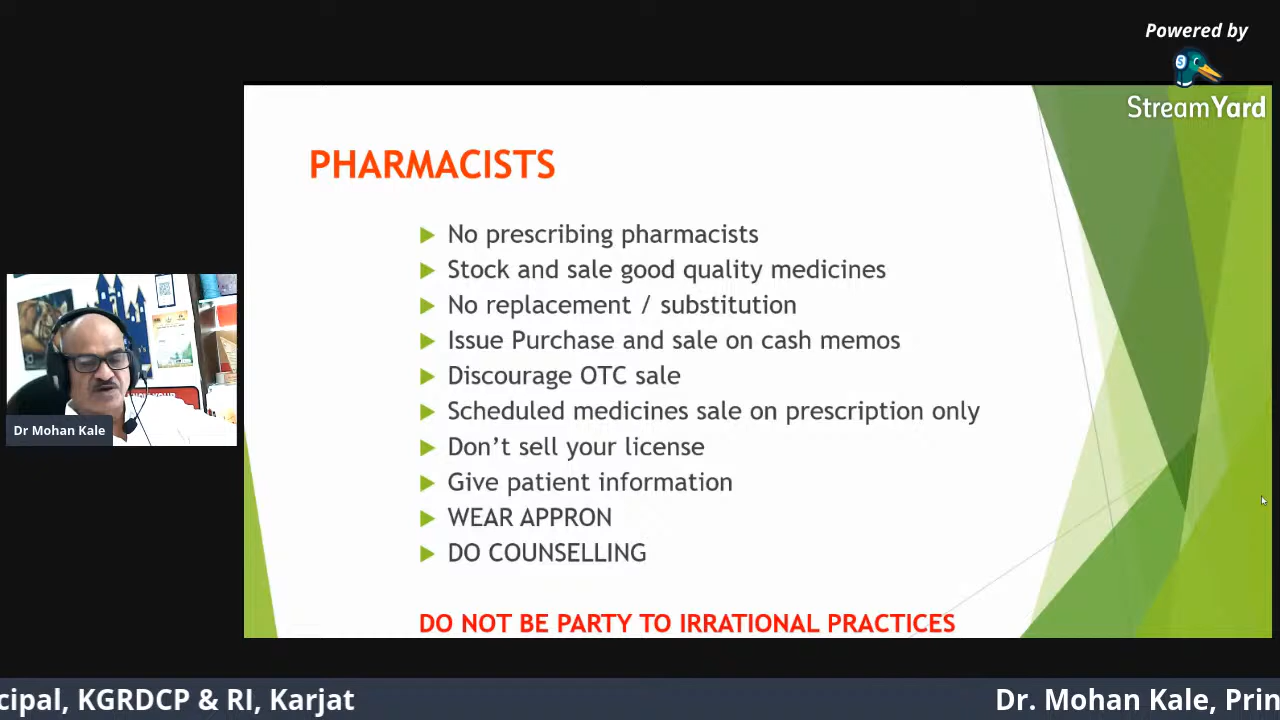 Powered by
StreamYard
PHARMACISTS
No prescribing pharmacists
Stock and sale good quality medicines
No replacement / substitution
Issue Purchase and sale on cash memos
Discourage OTC sale
Scheduled medicines sale on prescription only
Don't sell your license
Give patient information
WEAR APPRON
DO COUNSELLING
DO NOT BE PARTY TO IRRATIONAL PRACTICES
Dr Mohan Kale
cipal, KGRDCP & RI, Karjat
Dr. Mohan Kale, Prin